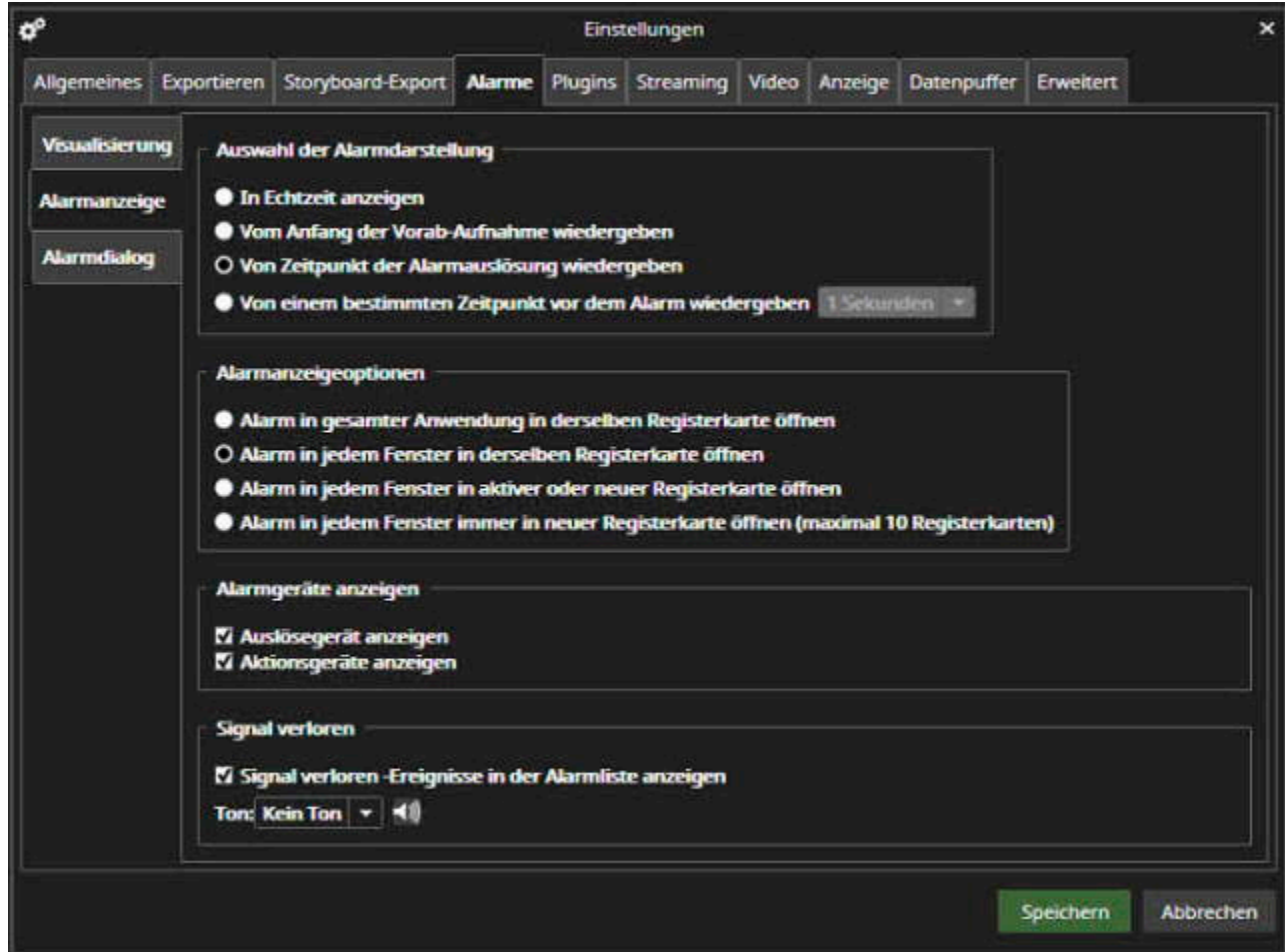 Einstellungen
Allgemeines Exportieren Storyboard-Export Alarme Plugins Streaming Video Anzeige Datenpuffer Erweitert
Visualisierung
Alarmanzeige
Alarmdialog
Auswahl der Alarmdarstellung
In Echtzeit anzeigen
Vom Anfang der Vorab-Aufnahme wiedergeben
Von Zeitpunkt der Alarmauslösung wiedergeben
Von einem bestimmten Zeitpunkt vor dem Alarm wiedergeben 1 Sekunden
Alarmanzeigeoptionen
Alarm in gesamter Anwendung in derselben Registerkarte öffnen
Alarm in jedem Fenster in derselben Registerkarte öffnen
Alarm in jedem Fenster in aktiver oder neuer Registerkarte öffnen
Alarm in jedem Fenster immer in neuer Registerkarte öffnen (maximal 10 Registerkarten)
Alarmgeräte anzeigen
Auslösegerät anzeigen
Aktionsgeräte anzeigen
Signal verloren
Signal verloren -Ereignisse in der Alarmliste anzeigen
Ton: Kein Ton
Speichern Abbrechen